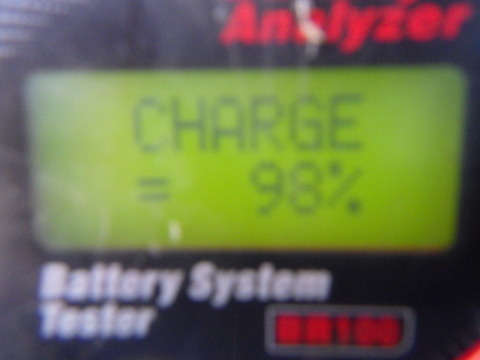 Analyzer
CHARGE
= 98%
Battery System
Tester